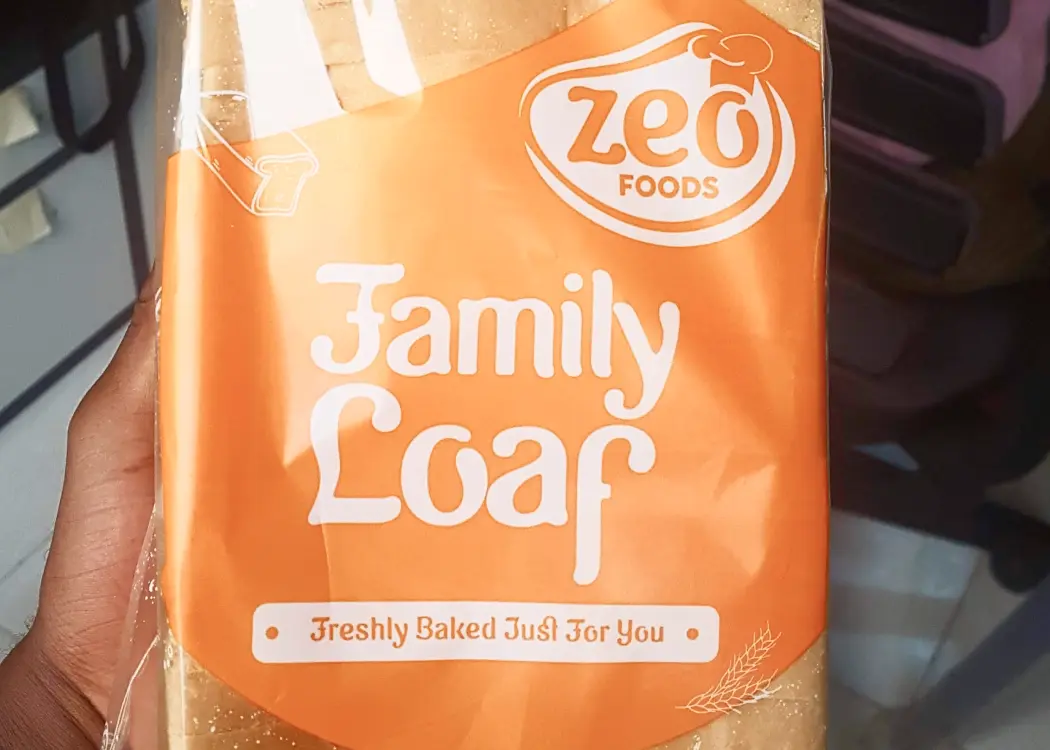 zeo
FOODS
Family
Loaf
Freshly Baked Just For You